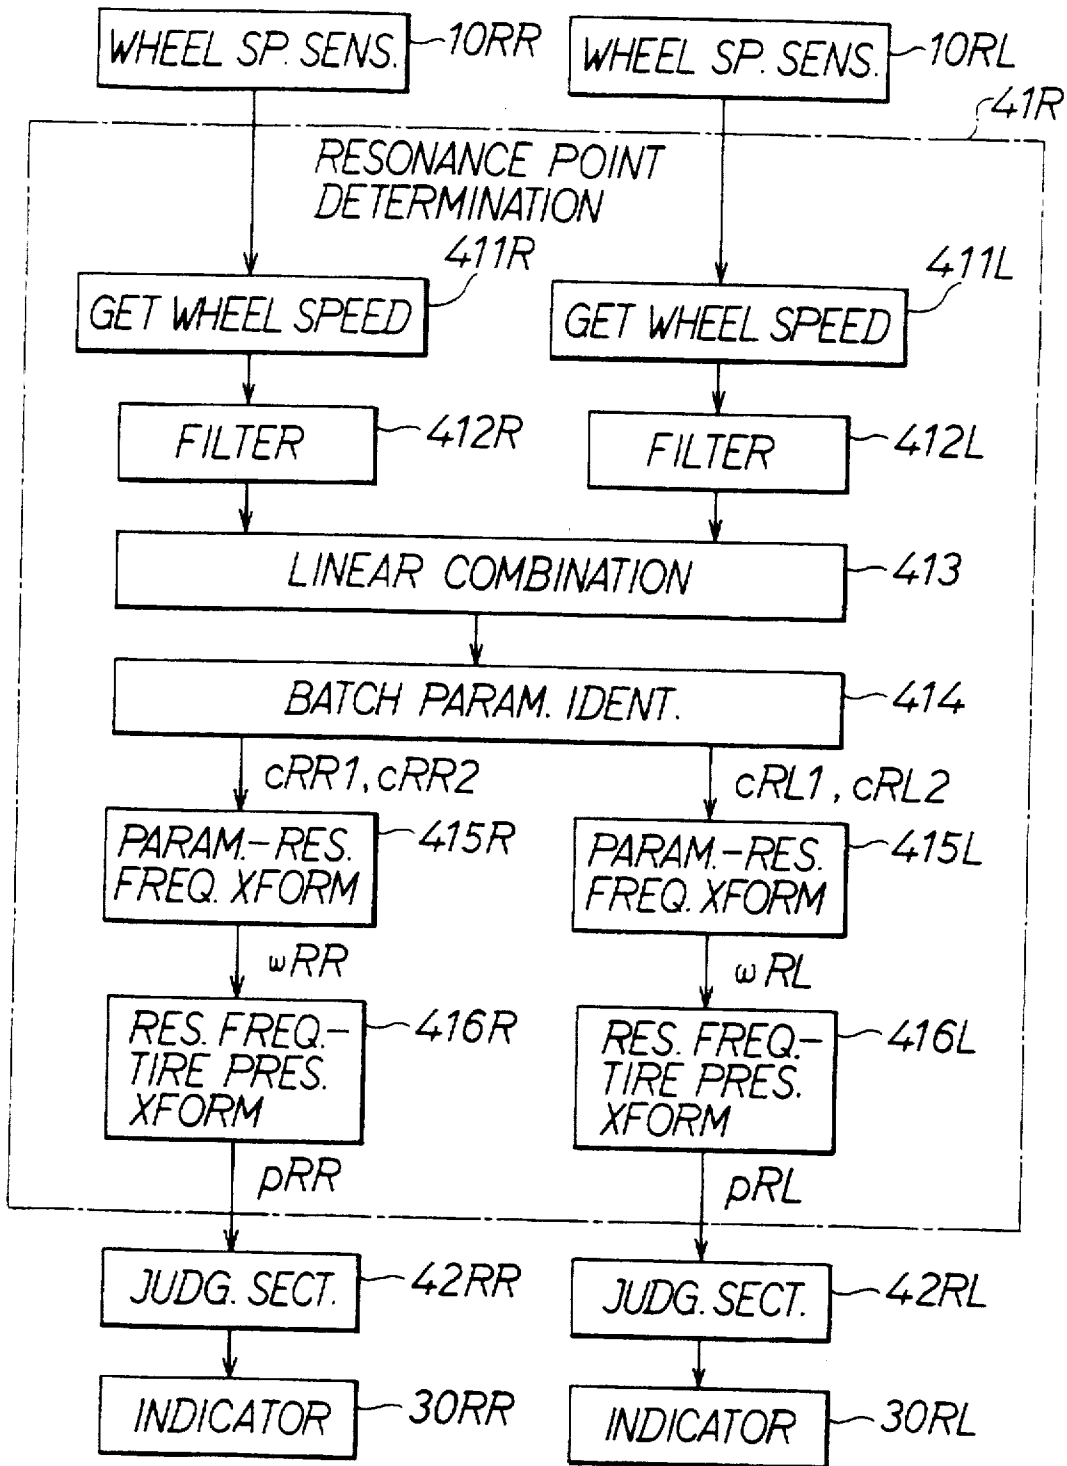 WHEEL SP. SENS.
10RR
WHEEL SP. SENS.
10RL
41R
RESONANCE POINT
DETERMINATION
411R
GET WHEEL SPEED
411L
GET WHEEL SPEED
FILTER
412R
FILTER
412L
LINEAR COMBINATION
413
BATCH PARAM. IDENT.
414
cRR1, cRR2
cRL1, cRL2
PARAM.-RES.
FREQ. XFORM
415R
PARAM.-RES.
FREQ. XFORM
415L
ωRR
ωRL
RES. FREQ.-
TIRE PRES.
XFORM
416R
RES. FREQ.-
TIRE PRES.
XFORM
416L
pRR
pRL
JUDG. SECT.
42RR
JUDG. SECT.
42RL
INDICATOR
30RR
INDICATOR
30RL